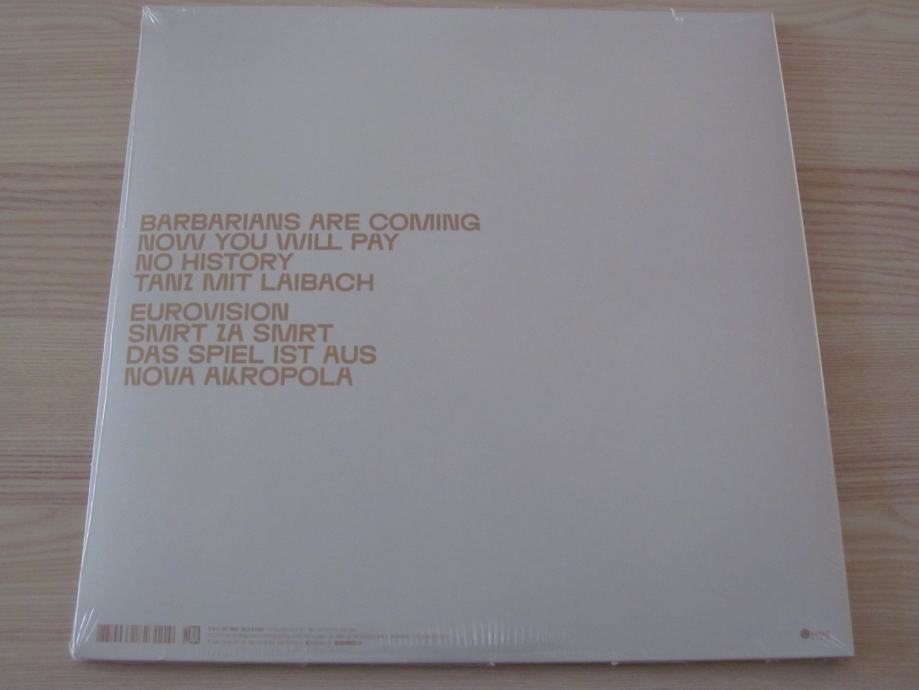 BARBARIANS ARE COMING
NOW YOU WILL PAY
NO HISTORY
TANZ MIT LAIBACH
EUROVISION
SMRT ZA SMRT
DAS SPIEL IST AUS
NOVA AKROPOLA